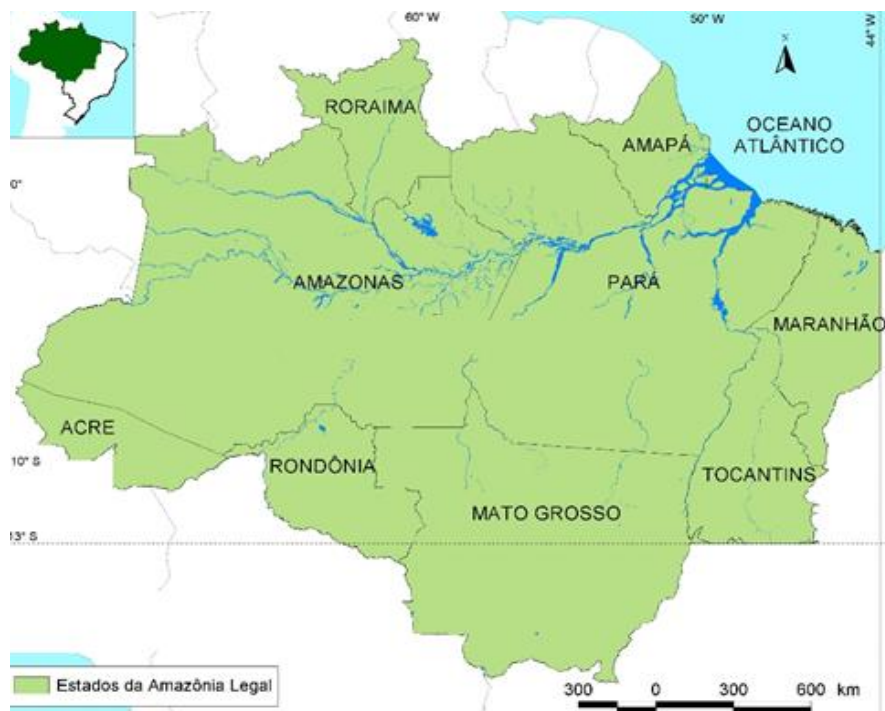 60° W
50° W
44° W
N
RORAIMA
AMAPÁ
OCEANO
ATLÂNTICO
0°
AMAZONAS
PARÁ
MARANHÃO
ACRE
10° S
RONDÔNIA
TOCANTINS
MATO GROSSO
13° S
Estados da Amazônia Legal
300 0 300 600 km